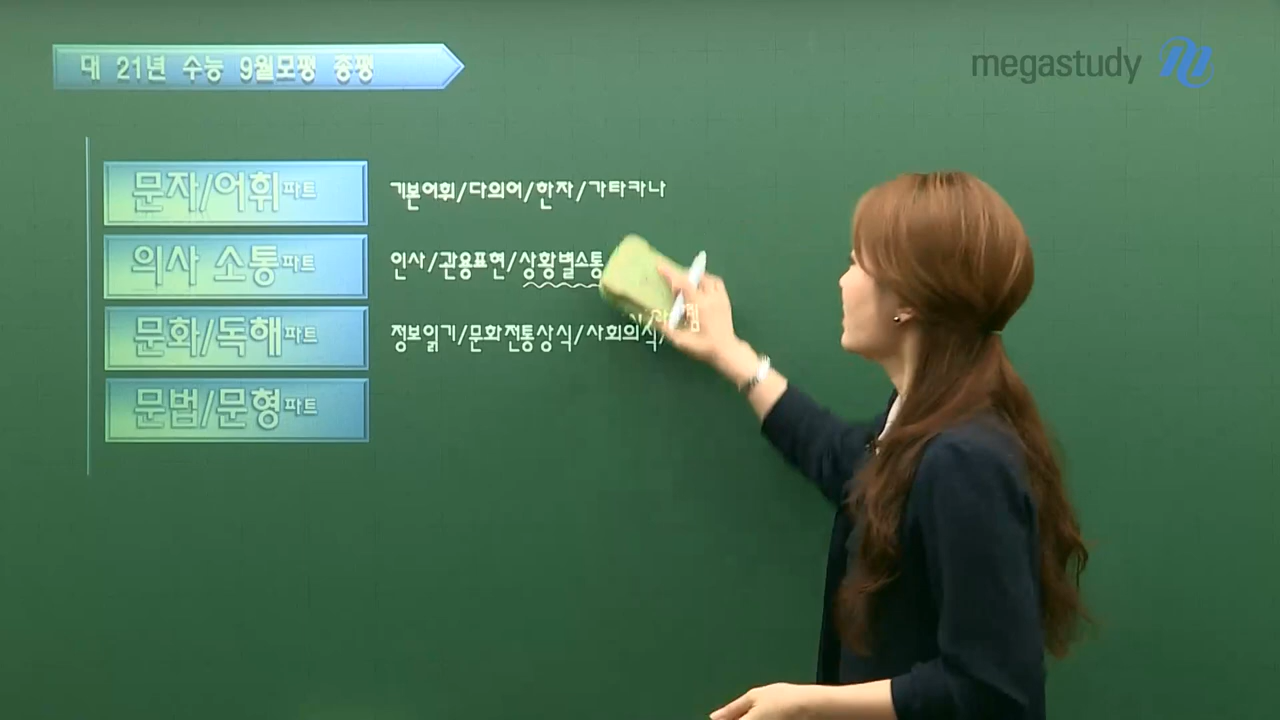 대 21년 수능 9월모평 총평
megastudy
문자/어휘파트
기본어휘/다의어/한자/가타카나
의사 소통파트
인사/관용표현/상황별소통
문화/독해파트
정보읽기/문화전통상식/사회의식/
문법/문형파트